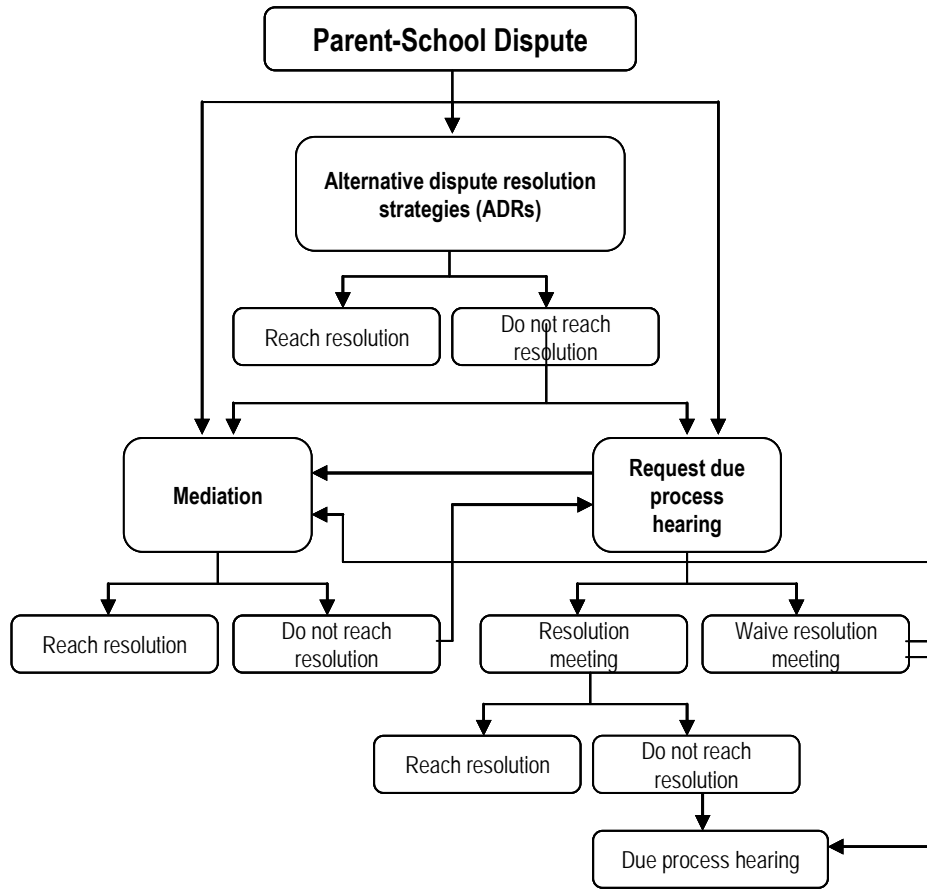 Parent-School Dispute
Alternative dispute resolution
strategies (ADRs)
Reach resolution
Do not reach
resolution
Mediation
Request due
process
hearing
Reach resolution
Do not reach
resolution
Resolution
meeting
Waive resolution
meeting
Reach resolution
Do not reach
resolution
Due process hearing